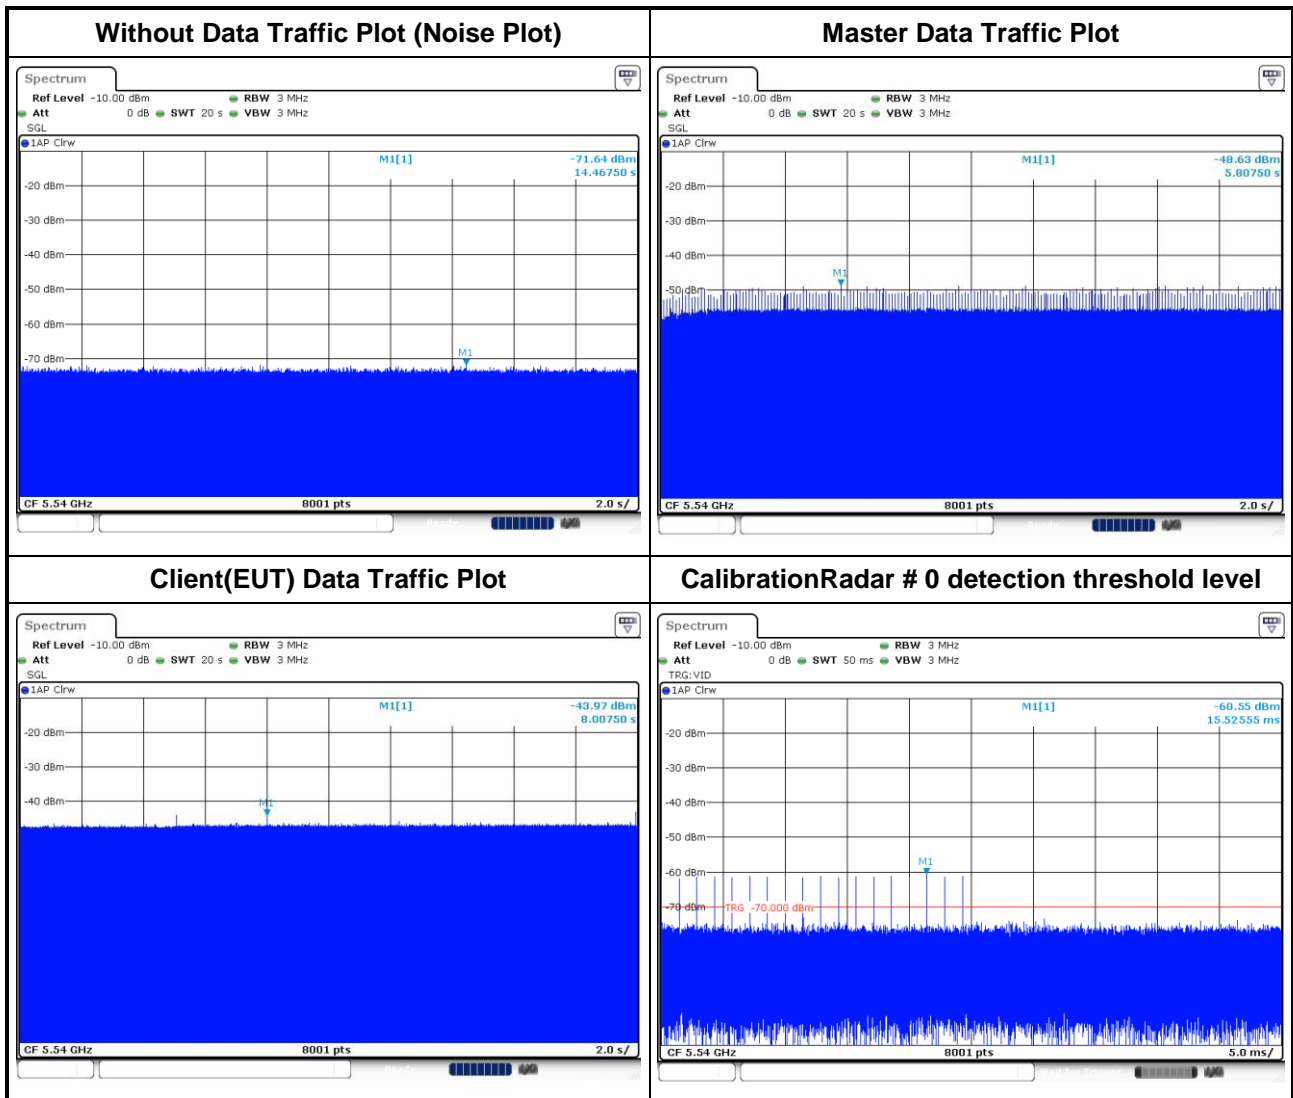 Without Data Traffic Plot (Noise Plot)
Spectrum
Ref Level -10.00 dBm RBW 3 MHz
Att 0 dB SWT 20 s VBW 3 MHz
SGL
1AP Clrw
M1[1] -71.64 dBm
14.46750 s
-20 dBm
-30 dBm
-40 dBm
-50 dBm
-60 dBm
-70 dBm
M1
CF 5.54 GHz 8001 pts 2.0 s/
Master Data Traffic Plot
Spectrum
Ref Level -10.00 dBm RBW 3 MHz
Att 0 dB SWT 20 s VBW 3 MHz
SGL
1AP Clrw
M1[1] -48.63 dBm
5.80750 s
-20 dBm
-30 dBm
-40 dBm
M1
-50 dBm
CF 5.54 GHz 8001 pts 2.0 s/
Client(EUT) Data Traffic Plot
Spectrum
Ref Level -10.00 dBm RBW 3 MHz
Att 0 dB SWT 20 s VBW 3 MHz
SGL
1AP Clrw
M1[1] -43.97 dBm
8.00750 s
-20 dBm
-30 dBm
-40 dBm
M1
CF 5.54 GHz 8001 pts 2.0 s/
CalibrationRadar # 0 detection threshold level
Spectrum
Ref Level -10.00 dBm RBW 3 MHz
Att 0 dB SWT 50 ms VBW 3 MHz
TRG:VID
1AP Clrw
M1[1] -60.55 dBm
15.52555 ms
-20 dBm
-30 dBm
-40 dBm
-50 dBm
M1
-60 dBm
-70 dBm TRG -70.000 dBm
CF 5.54 GHz 8001 pts 5.0 ms/